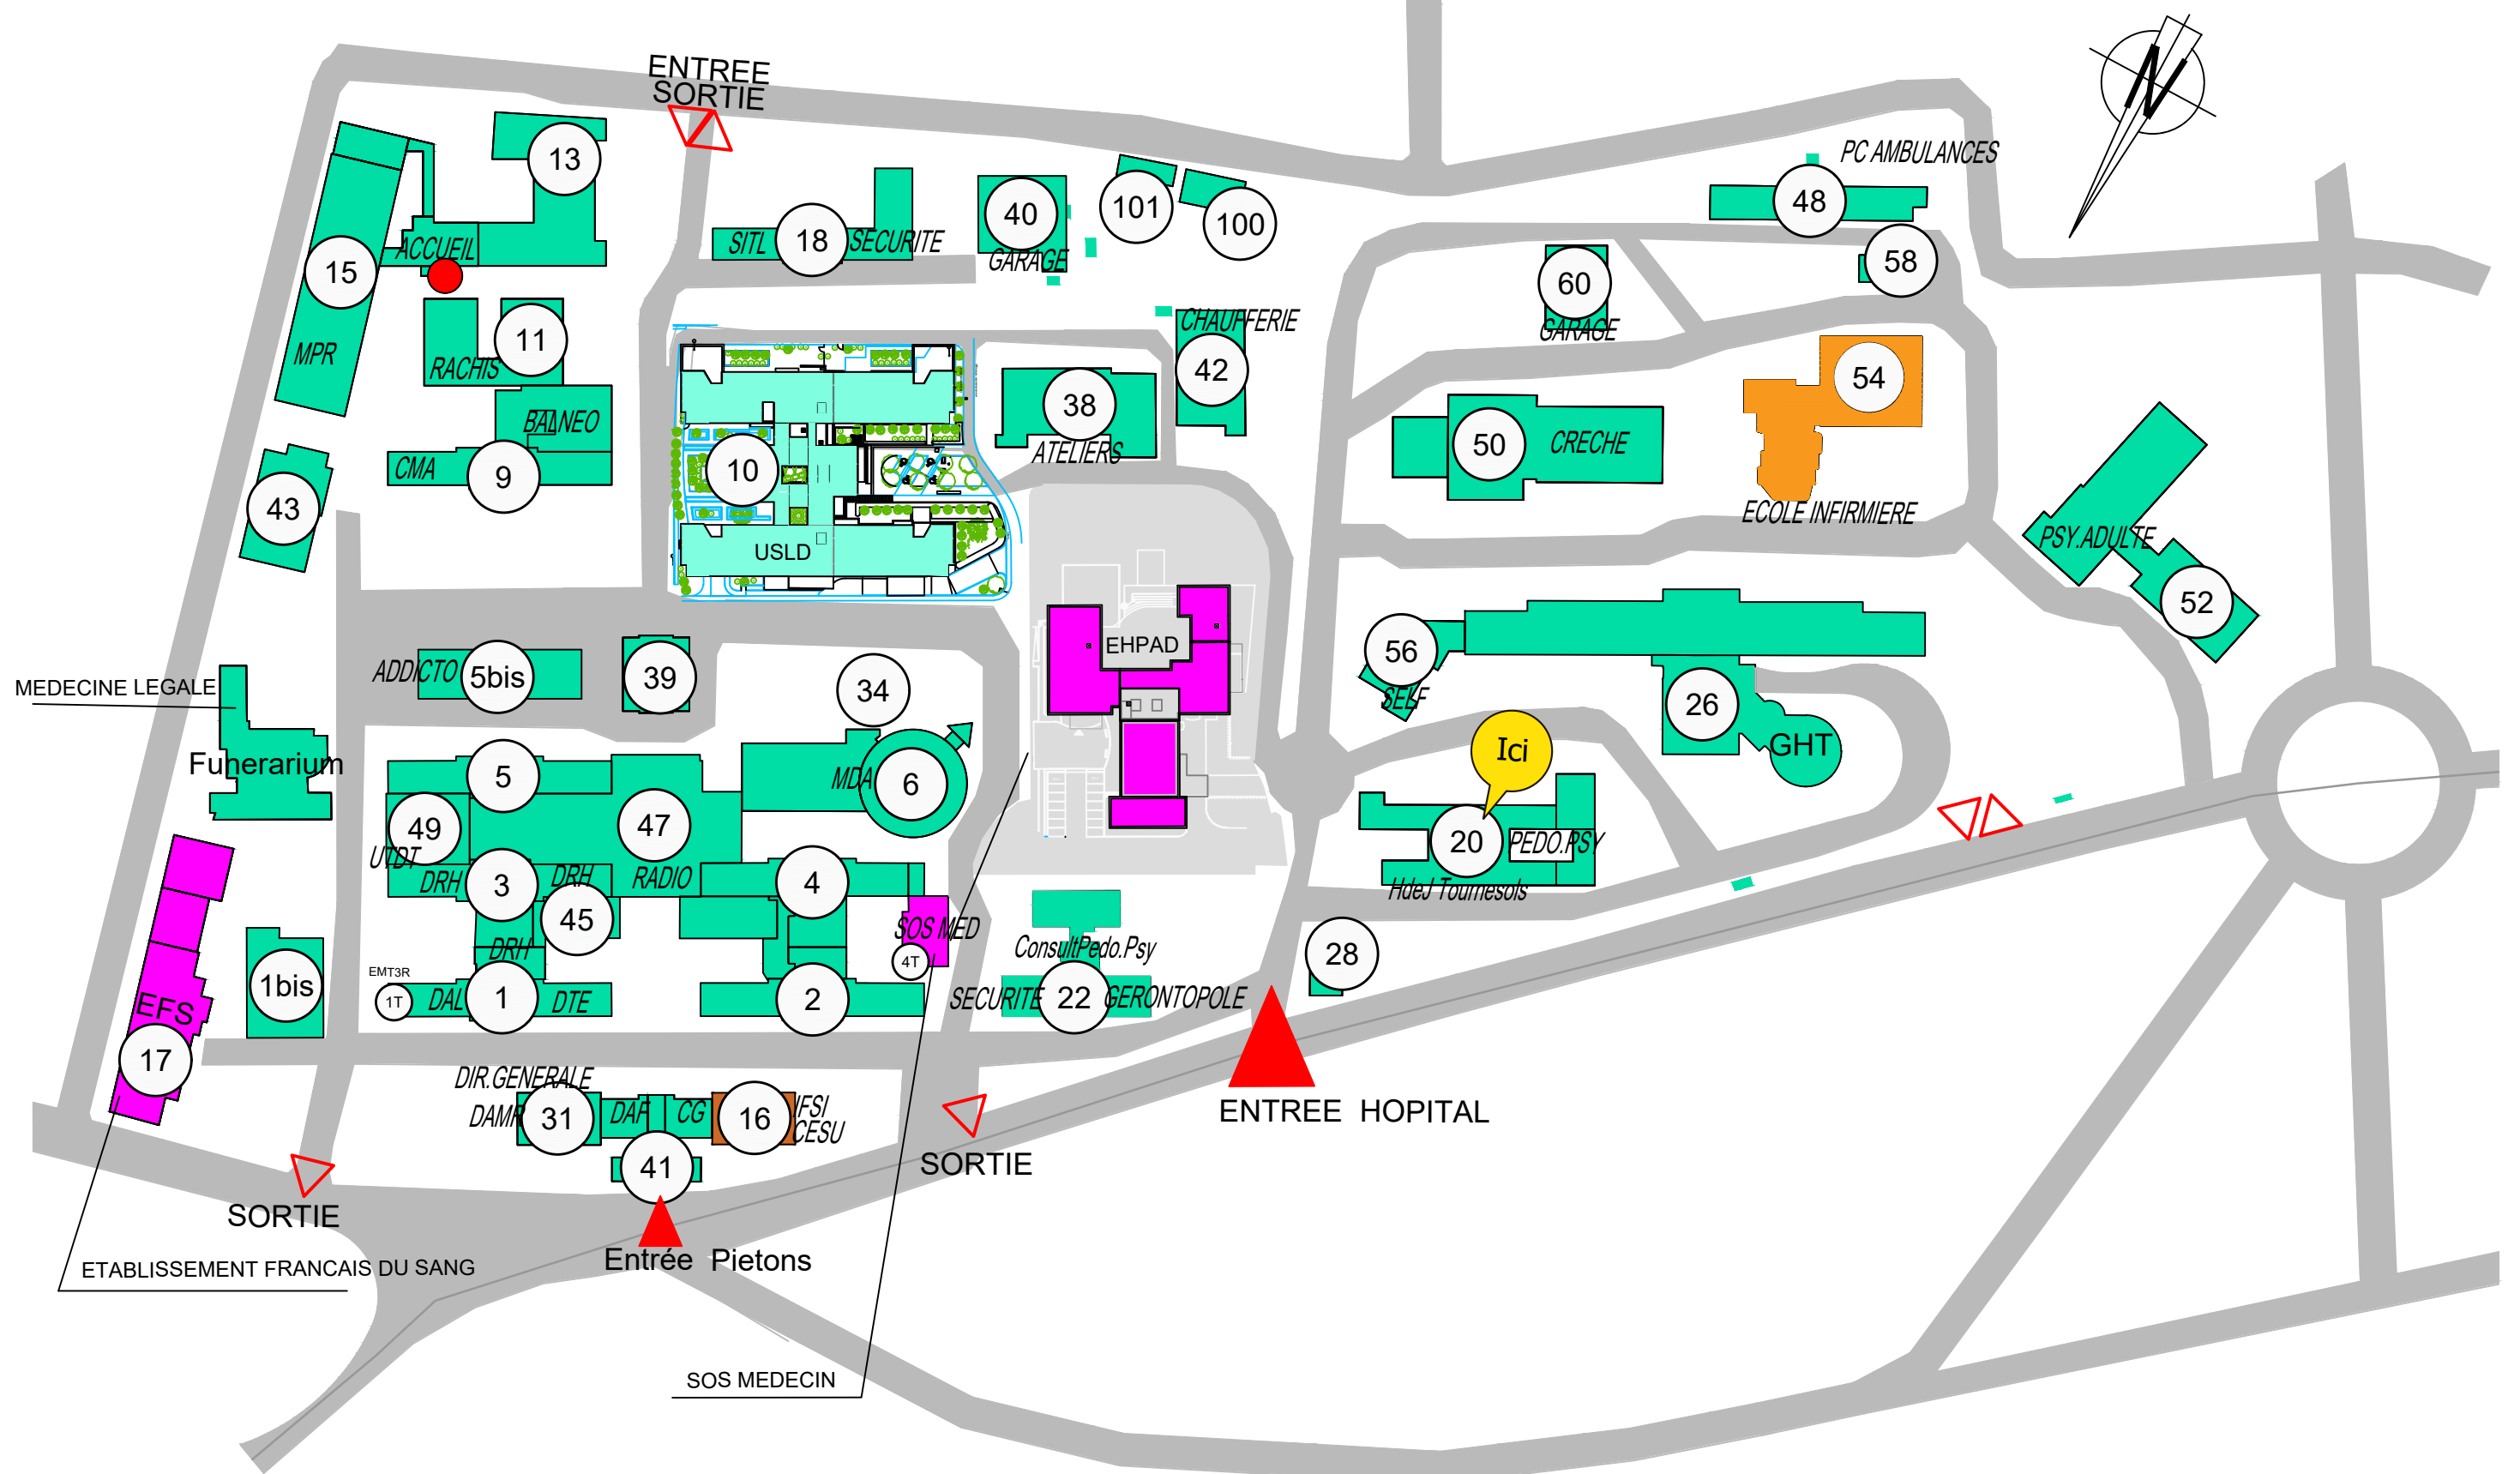 ENTREE
SORTIE
N
13
PC AMBULANCES
48
101
40
100
SITL
18
SECURITE
ACCUEIL
GARAGE
58
15
60
GARAGE
11
CHAUFFERIE
MPR
RACHIS
42
54
38
BALNEO
ATELIERS
50
CRECHE
CMA
9
10
43
ECOLE INFIRMIERE
PSY.ADULTE
USLD
52
EHPAD
56
ADDICTO
5bis
39
34
MEDECINE LEGALE
SELF
26
Ici
GHT
Funerarium
5
MDA
6
49
47
20
PEDO.PSY
UTDT
DRH
3
DRH
RADIO
4
HdeJ Tournesols
45
SOS MED
DRH
ConsultPedo.Psy
28
4T
EMT3R
1bis
1T
DAL
1
DTE
2
SECURITE
22
GERONTOPOLE
EFS
17
DIR.GENERALE
DAMR
31
DAF
CG
16
IFSI
CESU
ENTREE HOPITAL
41
SORTIE
SORTIE
Entrée Pietons
ETABLISSEMENT FRANCAIS DU SANG
SOS MEDECIN